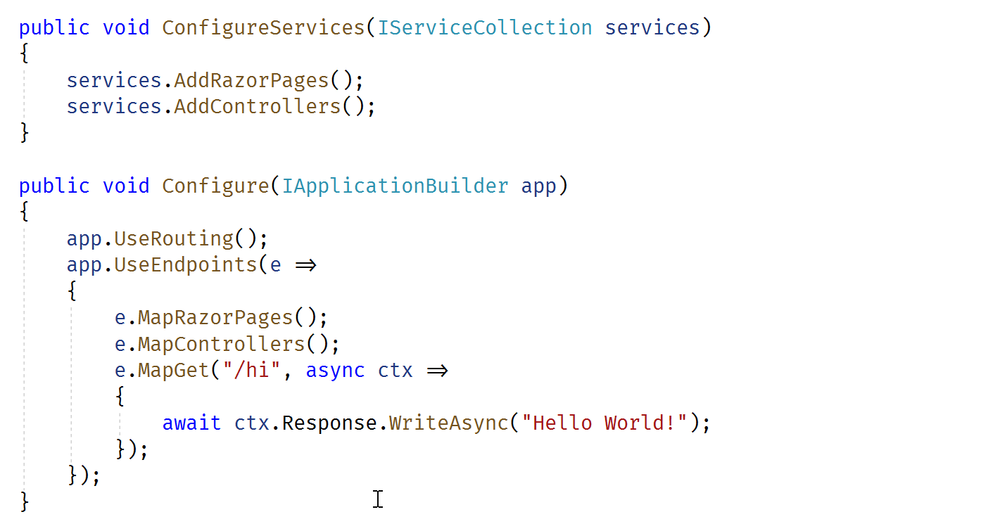 public void ConfigureServices(IServiceCollection services)
{
    services.AddRazorPages();
    services.AddControllers();
}

public void Configure(IApplicationBuilder app)
{
    app.UseRouting();
    app.UseEndpoints(e =>
    {
        e.MapRazorPages();
        e.MapControllers();
        e.MapGet("/hi", async ctx =>
        {
            await ctx.Response.WriteAsync("Hello World!");
        });
    });
}